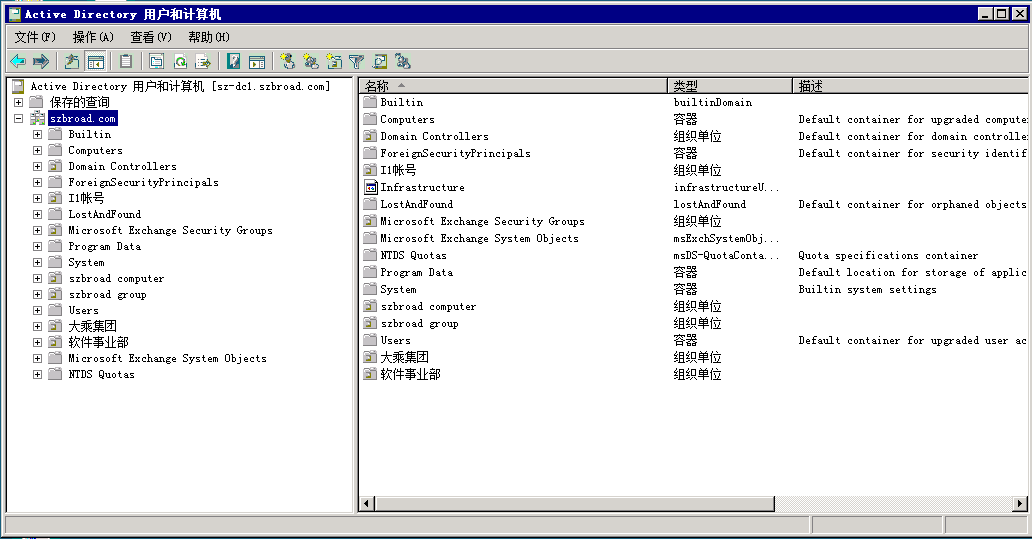 Active Directory 用户和计算机
文件(F) 操作(A) 查看(V) 帮助(H)
Active Directory 用户和计算机 [sz-dc1.szbroad.com]
保存的查询
szbroad.com
Builtin
Computers
Domain Controllers
ForeignSecurityPrincipals
I1帐号
LostAndFound
Microsoft Exchange Security Groups
Program Data
System
szbroad computer
szbroad group
Users
大乘集团
软件事业部
Microsoft Exchange System Objects
NTDS Quotas
名称 类型 描述
Builtin builtinDomain
Computers 容器 Default container for upgraded compute
Domain Controllers 组织单位 Default container for domain controlle
ForeignSecurityPrincipals 容器 Default container for security identif
I1帐号 组织单位
Infrastructure infrastructureU...
LostAndFound lostAndFound Default container for orphaned objects
Microsoft Exchange Security Groups 组织单位
Microsoft Exchange System Objects msExchSystemObj...
NTDS Quotas msDS-QuotaConta... Quota specifications container
Program Data 容器 Default location for storage of applic
System 容器 Builtin system settings
szbroad computer 组织单位
szbroad group 组织单位
Users 容器 Default container for upgraded user ac
大乘集团 组织单位
软件事业部 组织单位